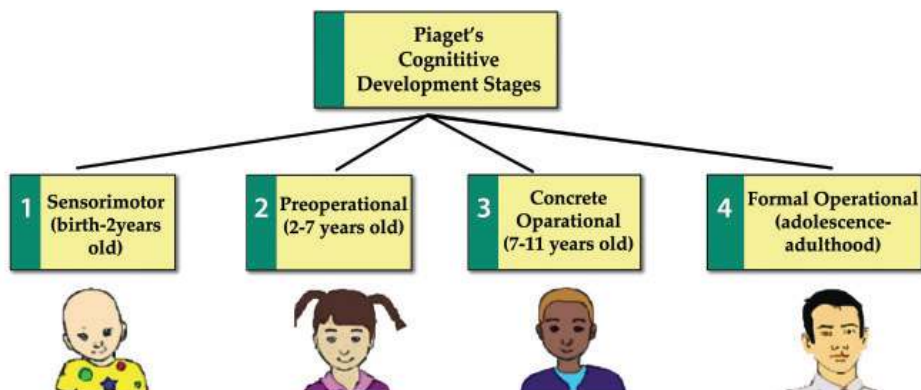 Piaget's
Cognititive
Development Stages
1
Sensorimotor
(birth-2years
old)
2
Preoperational
(2-7 years old)
3
Concrete
Oparational
(7-11 years old)
4
Formal Operational
(adolescence-
adulthood)